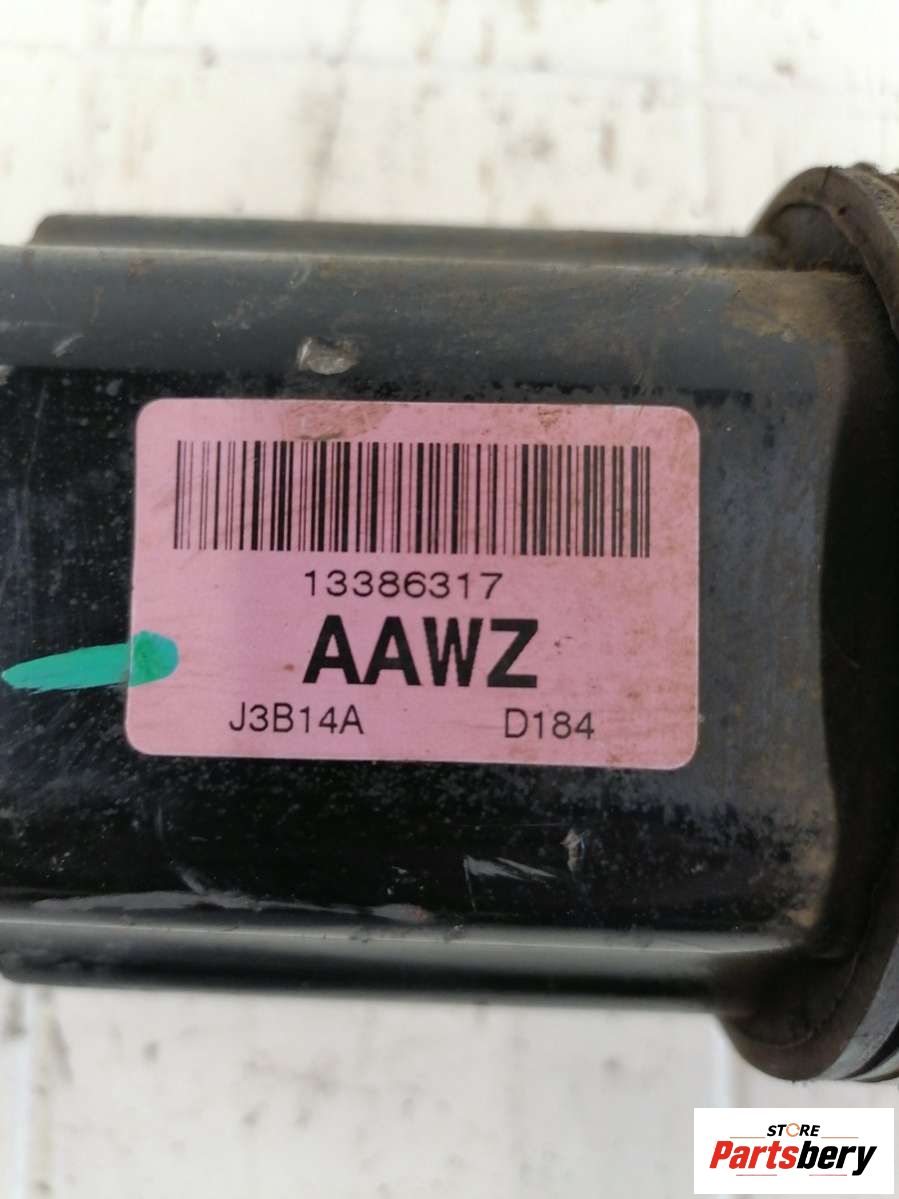 13386317
AAWZ
J3B14A D184
STORE
Partsbery